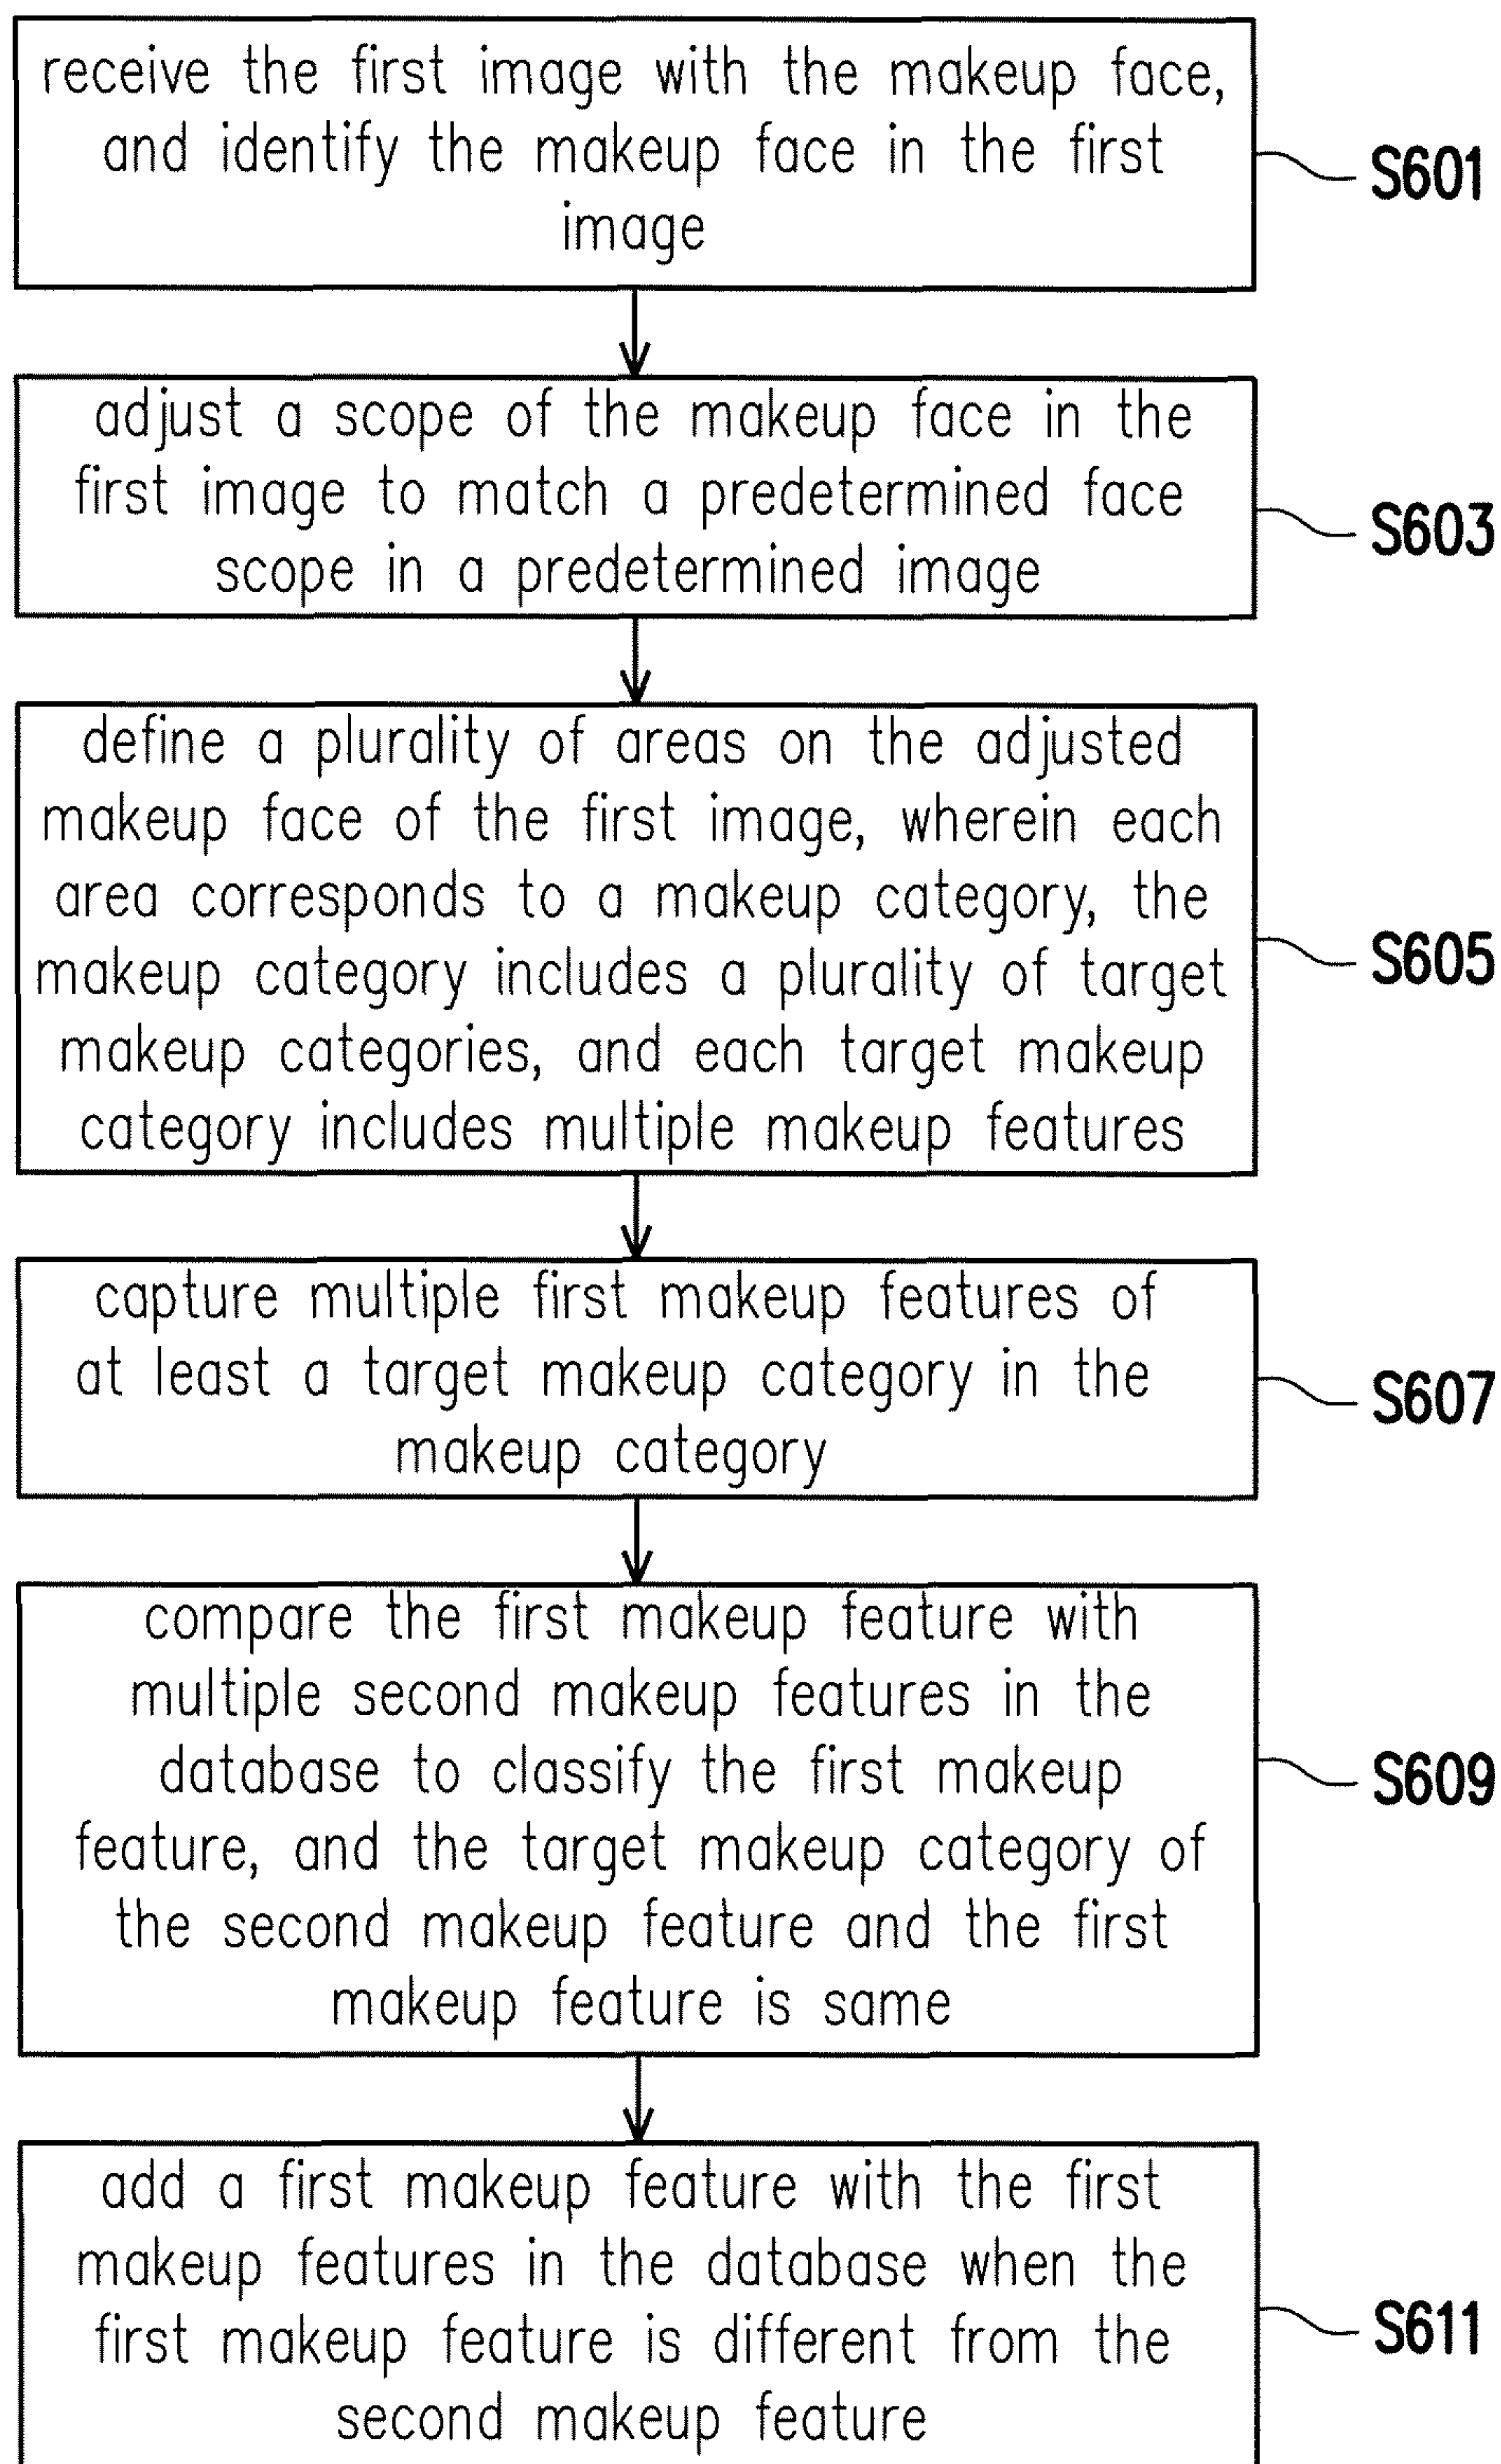 receive the first image with the makeup face,
and identify the makeup face in the first
image
S601
adjust a scope of the makeup face in the
first image to match a predetermined face
scope in a predetermined image
S603
define a plurality of areas on the adjusted
makeup face of the first image, wherein each
area corresponds to a makeup category, the
makeup category includes a plurality of target
makeup categories, and each target makeup
category includes multiple makeup features
S605
capture multiple first makeup features of
at least a target makeup category in the
makeup category
S607
compare the first makeup feature with
multiple second makeup features in the
database to classify the first makeup
feature, and the target makeup category of
the second makeup feature and the first
makeup feature is same
S609
add a first makeup feature with the first
makeup features in the database when the
first makeup feature is different from the
second makeup feature
S611